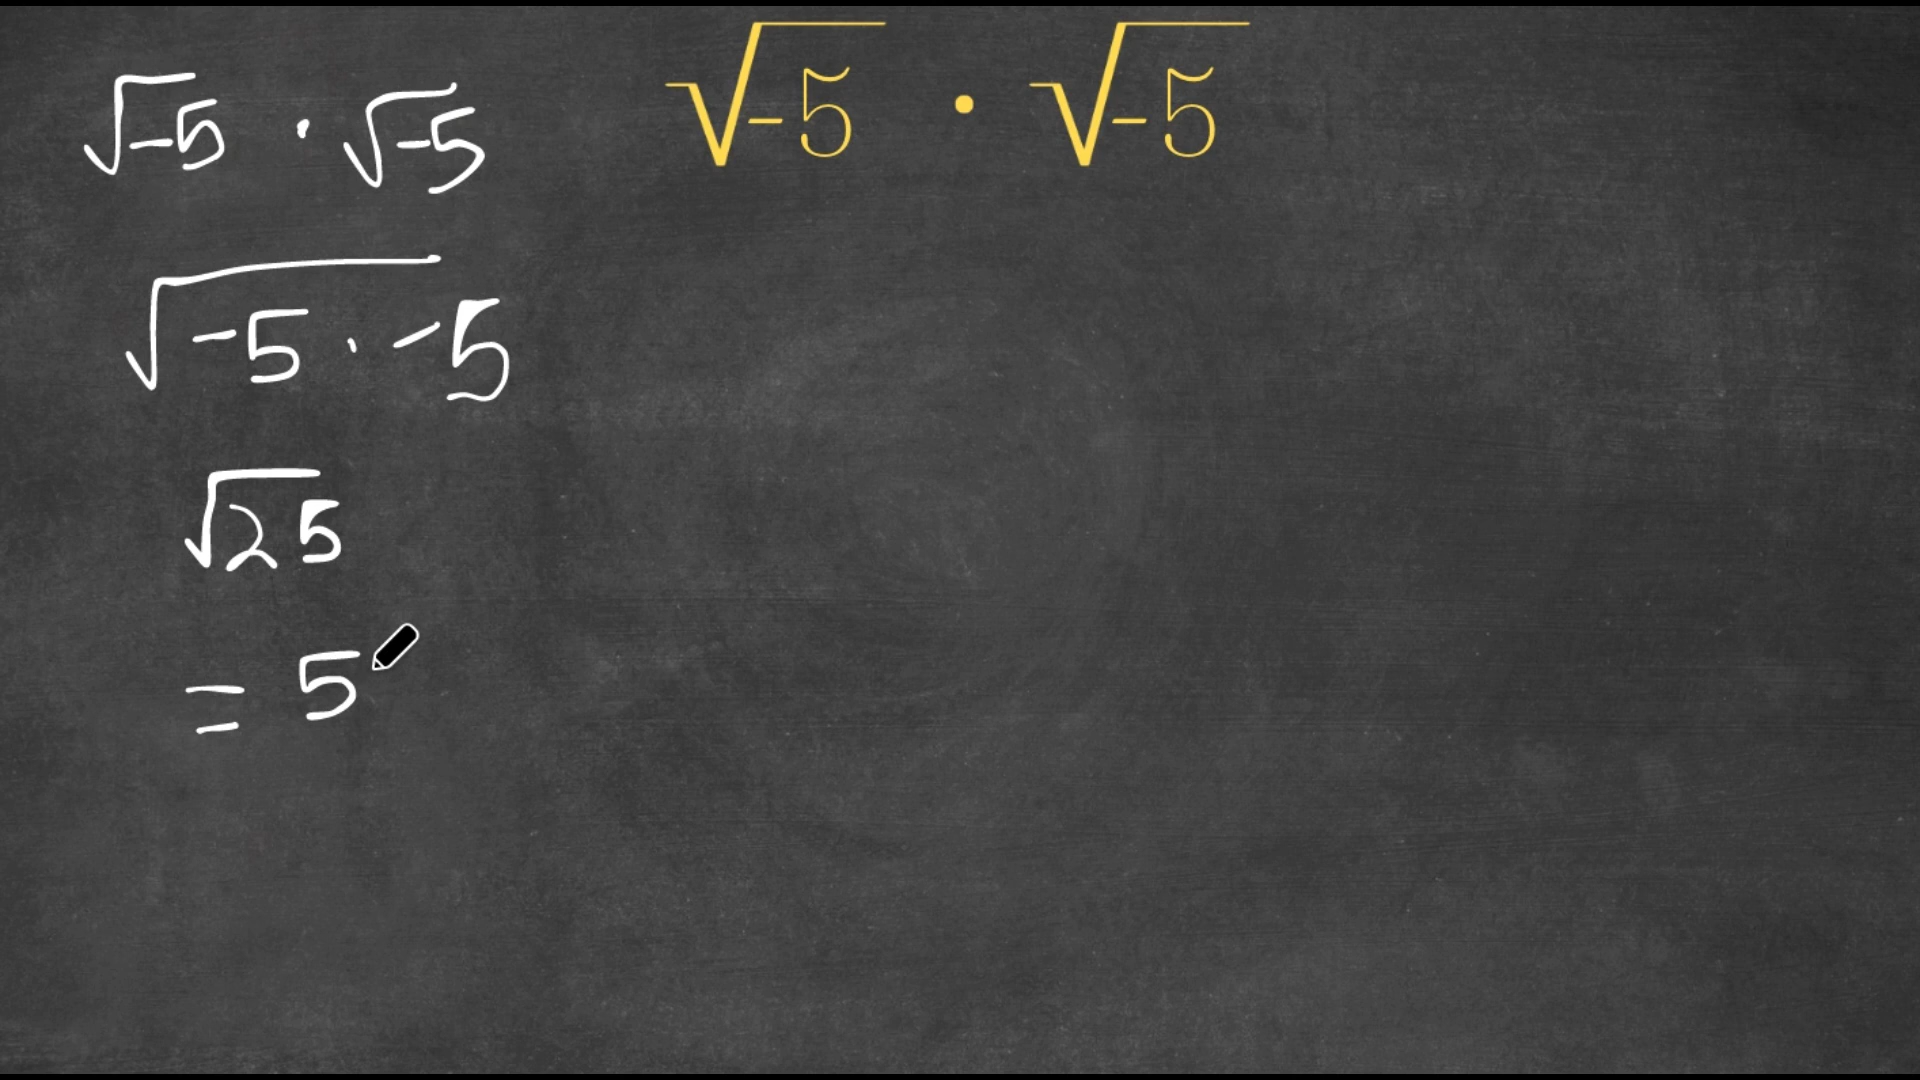 √-5 · √-5
√-5 · √-5
√-5 · -5
√25
= 5